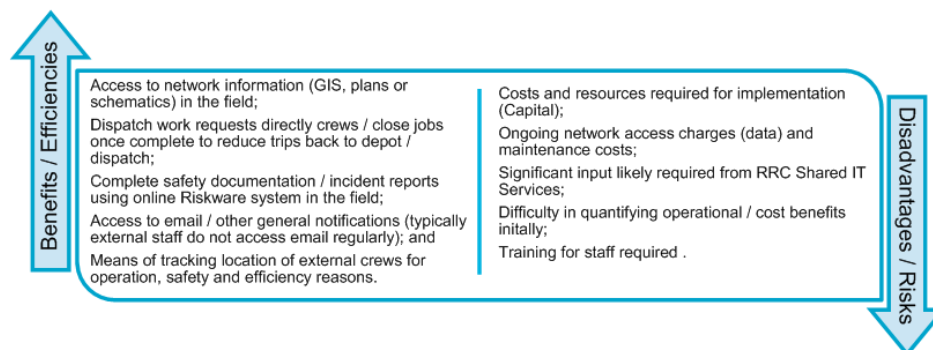 Benefits / Efficiencies
Access to network information (GIS, plans or
schematics) in the field;
Dispatch work requests directly crews / close jobs
once complete to reduce trips back to depot /
dispatch;
Complete safety documentation / incident reports
using online Riskware system in the field;
Access to email / other general notifications (typically
external staff do not access email regularly); and
Means of tracking location of external crews for
operation, safety and efficiency reasons.
Costs and resources required for implementation
(Capital);
Ongoing network access charges (data) and
maintenance costs;
Significant input likely required from RRC Shared IT
Services;
Difficulty in quantifying operational / cost benefits
initally;
Training for staff required .
Disadvantages / Risks